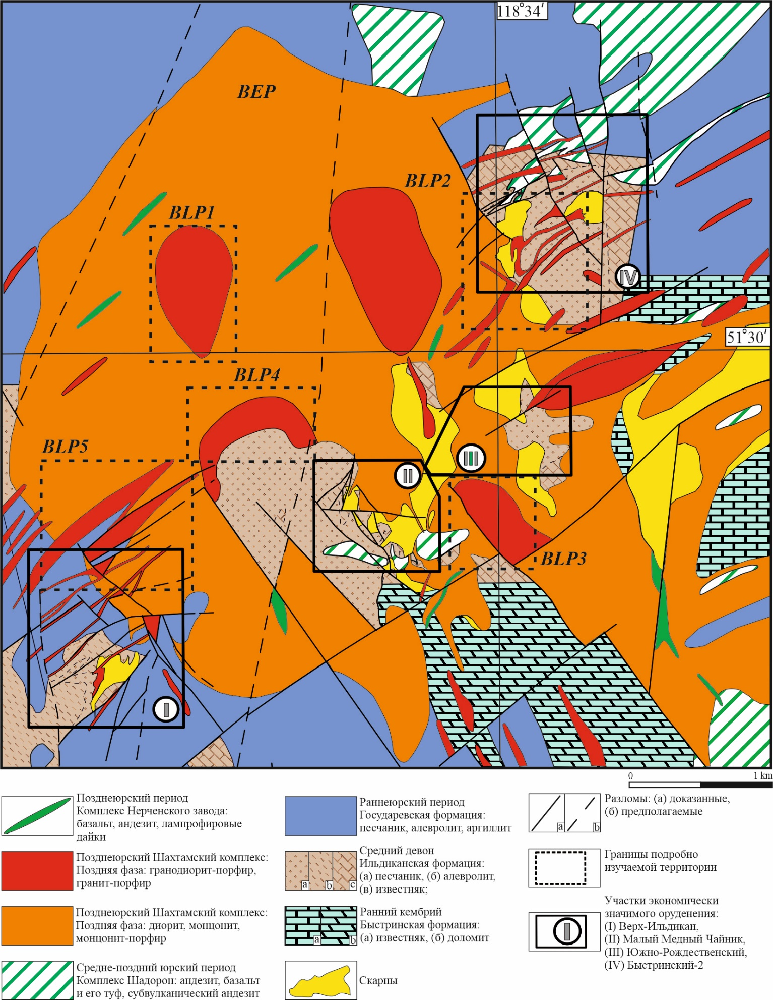 118°34′
BEP
BLP2
BLP1
IV
51°30′
BLP4
BLP5
III
II
BLP3
I
0 1 km
Позднеюрский период
Комплекс Нерченского завода:
базальт, андезит, лампрофировые
дайки
Позднеюрский Шахтамский комплекс:
Поздняя фаза: гранодиорит-порфир,
гранит-порфир
Позднеюрский Шахтамский комплекс:
Поздняя фаза: диорит, монцонит,
монцонит-порфир
Средне-поздний юрский период
Комплекс Шадорон: андезит, базальт
и его туф, субвулканический андезит
Раннеюрский период
Государевская формация:
песчаник, алевролит, аргиллит
a b c
Средний девон
Ильдиканская формация:
(а) песчаник, (б) алевролит,
(в) известняк;
a b
Ранний кембрий
Быстринская формация:
(а) известняк, (б) доломит
Скарны
a b
Разломы: (а) доказанные,
(б) предполагаемые
Границы подробно
изучаемой территории
I
Участки экономически
значимого оруденения:
(I) Верх-Ильдикан,
(II) Малый Медный Чайник,
(III) Южно-Рождественский,
(IV) Быстринский-2